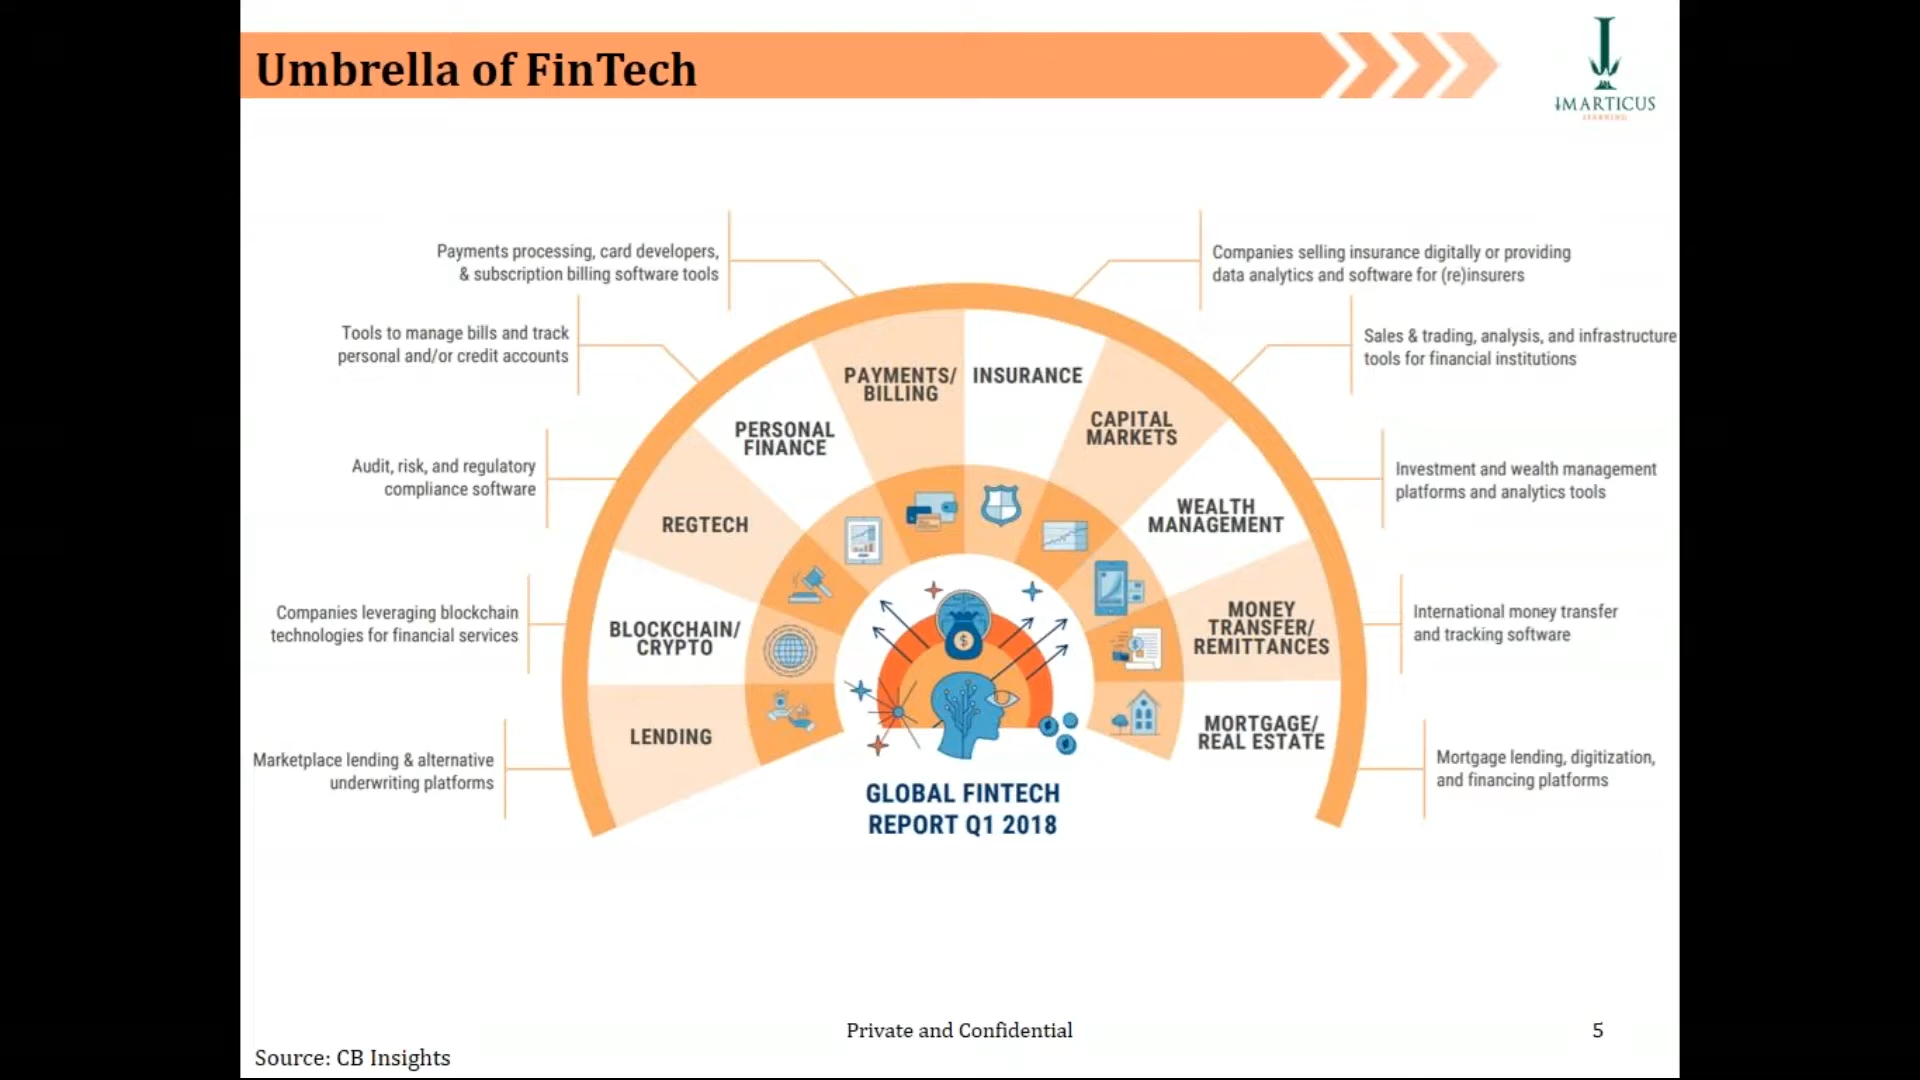 Umbrella of FinTech
IMARTICUS
LEARNING
Payments processing, card developers,
& subscription billing software tools
Companies selling insurance digitally or providing
data analytics and software for (re)insurers
Tools to manage bills and track
personal and/or credit accounts
Sales & trading, analysis, and infrastructure
tools for financial institutions
Audit, risk, and regulatory
compliance software
Investment and wealth management
platforms and analytics tools
Companies leveraging blockchain
technologies for financial services
International money transfer
and tracking software
Marketplace lending & alternative
underwriting platforms
Mortgage lending, digitization,
and financing platforms
LENDING
BLOCKCHAIN/
CRYPTO
REGTECH
PERSONAL
FINANCE
PAYMENTS/
BILLING
INSURANCE
CAPITAL
MARKETS
WEALTH
MANAGEMENT
MONEY
TRANSFER/
REMITTANCES
MORTGAGE/
REAL ESTATE
GLOBAL FINTECH
REPORT Q1 2018
Private and Confidential
5
Source: CB Insights